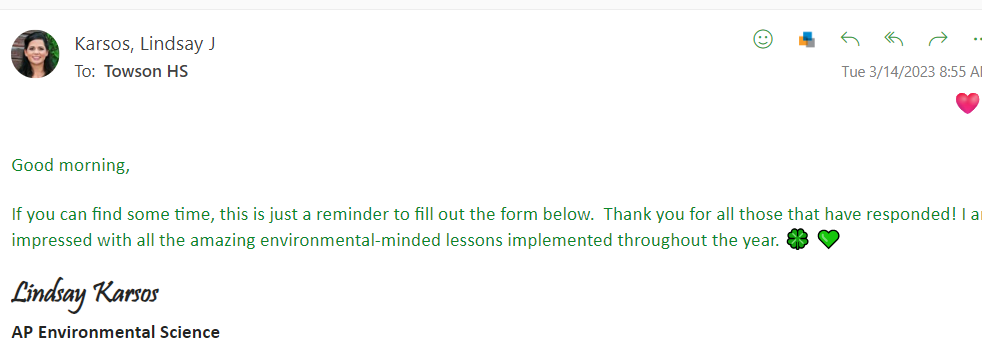 Karsos, Lindsay J
To: Towson HS
Tue 3/14/2023 8:55
Good morning,
If you can find some time, this is just a reminder to fill out the form below.  Thank you for all those that have responded! I
impressed with all the amazing environmental-minded lessons implemented throughout the year. 🍀 💚
Lindsay Karsos
AP Environmental Science